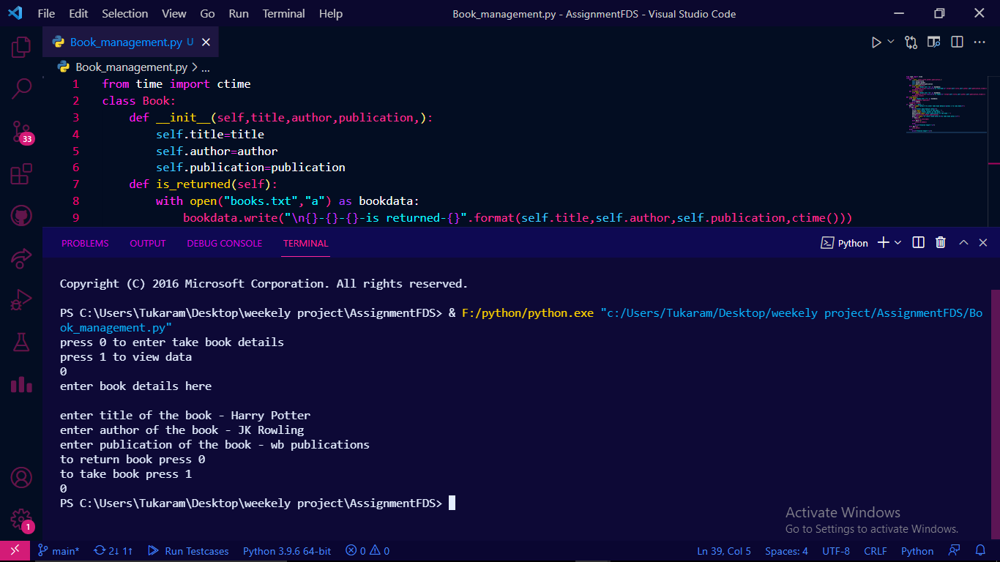 File Edit Selection View Go Run Terminal Help Book_management.py - AssignmentFDS - Visual Studio Code
Book_management.py U
Book_management.py > ...
1 from time import ctime
2 class Book:
3 def __init__(self,title,author,publication,):
4 self.title=title
5 self.author=author
6 self.publication=publication
7 def is_returned(self):
8 with open("books.txt","a") as bookdata:
9 bookdata.write("\n{}-{}-{}-is returned-{}".format(self.title,self.author,self.publication,ctime()))
33
PROBLEMS OUTPUT DEBUG CONSOLE TERMINAL Python
Copyright (C) 2016 Microsoft Corporation. All rights reserved.
PS C:\Users\Tukaram\Desktop\weekely project\AssignmentFDS> & F:/python/python.exe "c:/Users/Tukaram/Desktop/weekely project/AssignmentFDS/Bo
ok_management.py"
press 0 to enter take book details
press 1 to view data
0
enter book details here
enter title of the book - Harry Potter
enter author of the book - JK Rowling
enter publication of the book - wb publications
to return book press 0
to take book press 1
0
PS C:\Users\Tukaram\Desktop\weekely project\AssignmentFDS>
1
Activate Windows
Go to Settings to activate Windows.
main* 2↓ 1↑ Run Testcases Python 3.9.6 64-bit 0 0 Ln 39, Col 5 Spaces: 4 UTF-8 CRLF Python